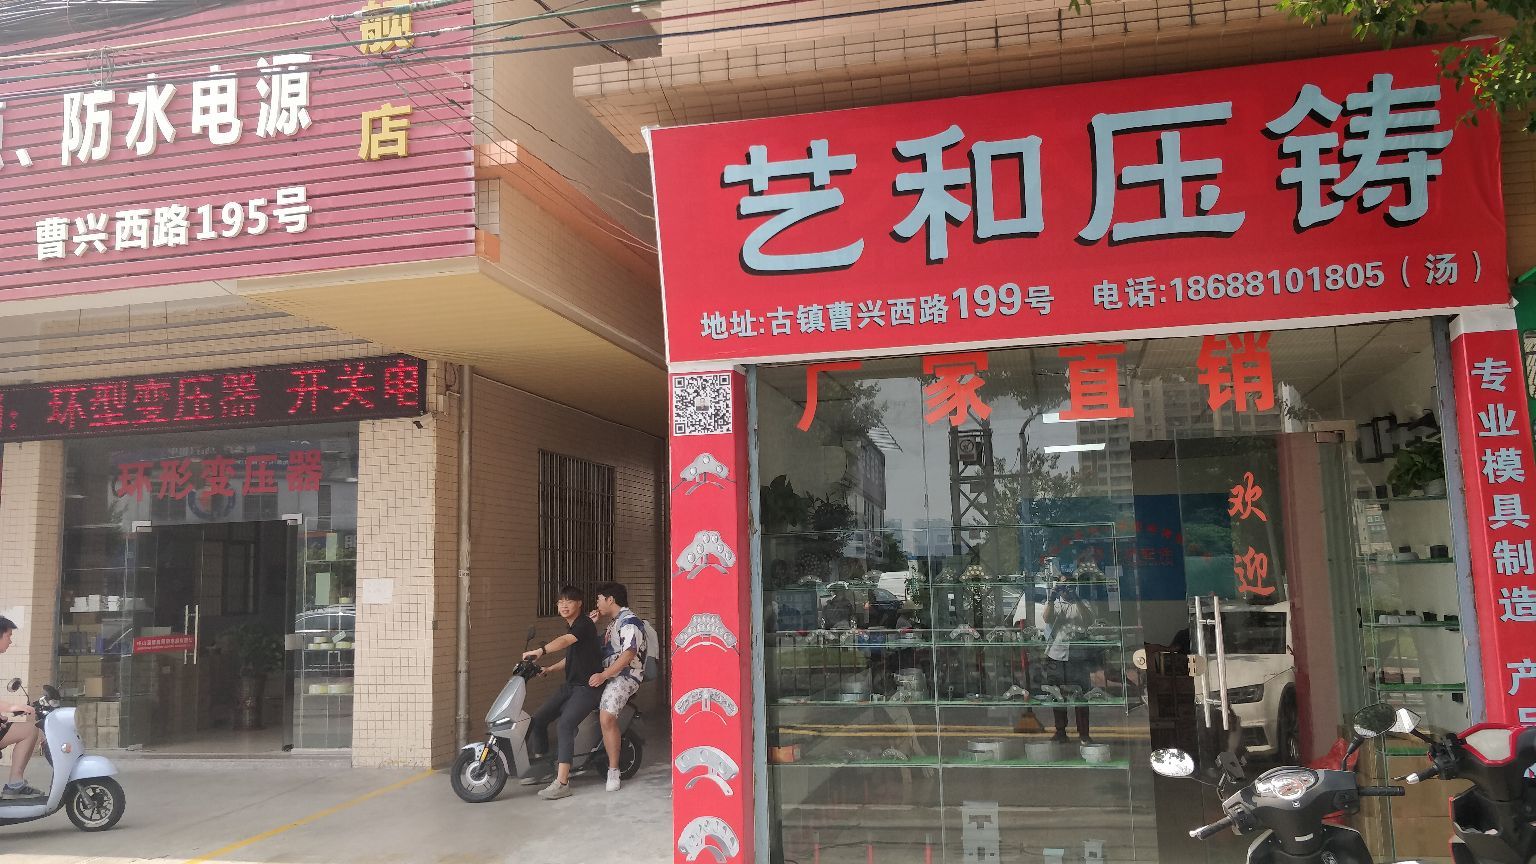 旗
店
、防水电源
曹兴西路195号
环型变压器 开关电
环形变压器
艺和压铸
地址:古镇曹兴西路199号 电话:18688101805(汤)
厂家直销
欢迎
专业模具制造 产品